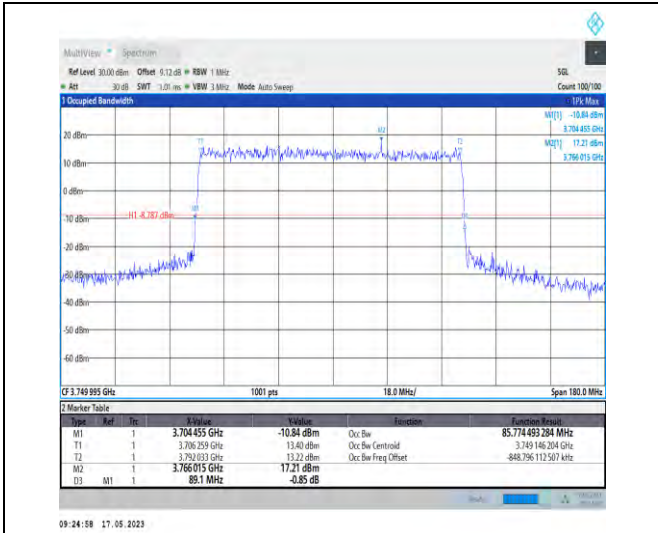 MultiView Spectrum
Ref Level 30.00 dBm Offset 9.12 dB RBW 1 MHz SGL
Att 30 dB SWT 1.01 ms VBW 3 MHz Mode Auto Sweep Count 100/100
1 Occupied Bandwidth 1Pk Max
M1[1] -10.84 dBm
3.704 455 GHz
M2[1] 17.21 dBm
3.766 015 GHz
20 dBm
M2
T1 T2
10 dBm
0 dBm
M1
H1 -8.787 dBm
-10 dBm
-20 dBm
-30 dBm
-40 dBm
-50 dBm
-60 dBm
CF 3.749 995 GHz 1001 pts 18.0 MHz/ Span 180.0 MHz
2 Marker Table
Type Ref Trc X-Value Y-Value Function Function Result
M1 1 3.704 455 GHz -10.84 dBm Occ Bw 85.774 493 284 MHz
T1 1 3.706 259 GHz 13.40 dBm Occ Bw Centroid 3.749 146 204 GHz
T2 1 3.792 033 GHz 13.22 dBm Occ Bw Freq Offset -848.796 112 507 kHz
M2 1 3.766 015 GHz 17.21 dBm
D3 M1 1 89.1 MHz -0.85 dB
09:24:58 17.05.2023